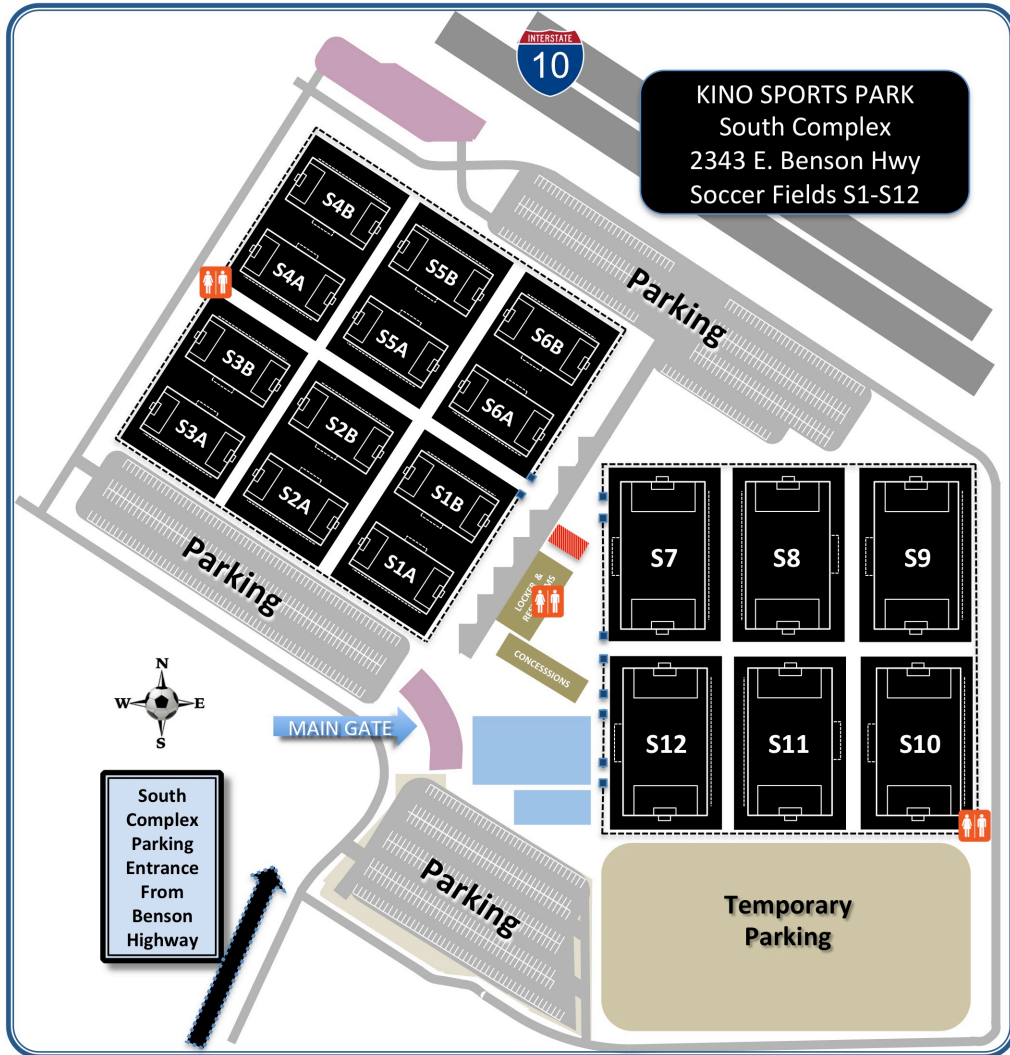 INTERSTATE
10
KINO SPORTS PARK
South Complex
2343 E. Benson Hwy
Soccer Fields S1-S12
S4B
S4A
S5B
S5A
S6B
S6A
S3B
S3A
S2B
S2A
S1B
S1A
Parking
Parking
S7
S8
S9
LOCKER &
CONCESSSIONS
S12
S11
S10
N
W
E
S
MAIN GATE
South
Complex
Parking
Entrance
From
Benson
Highway
Parking
Temporary
Parking